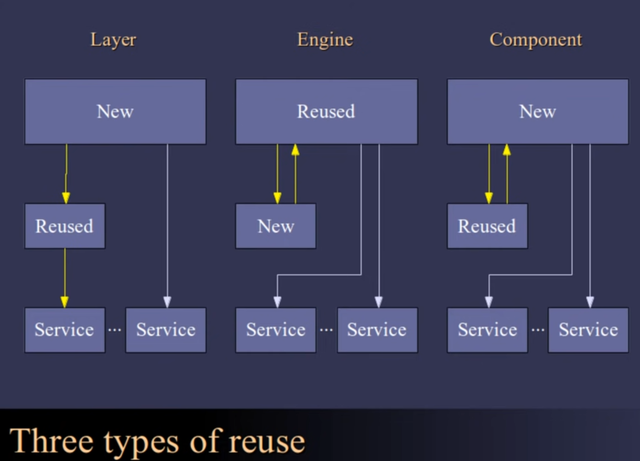 Layer Engine Component
New Reused New
Reused New Reused
Service ... Service Service ... Service Service ... Service
Three types of reuse